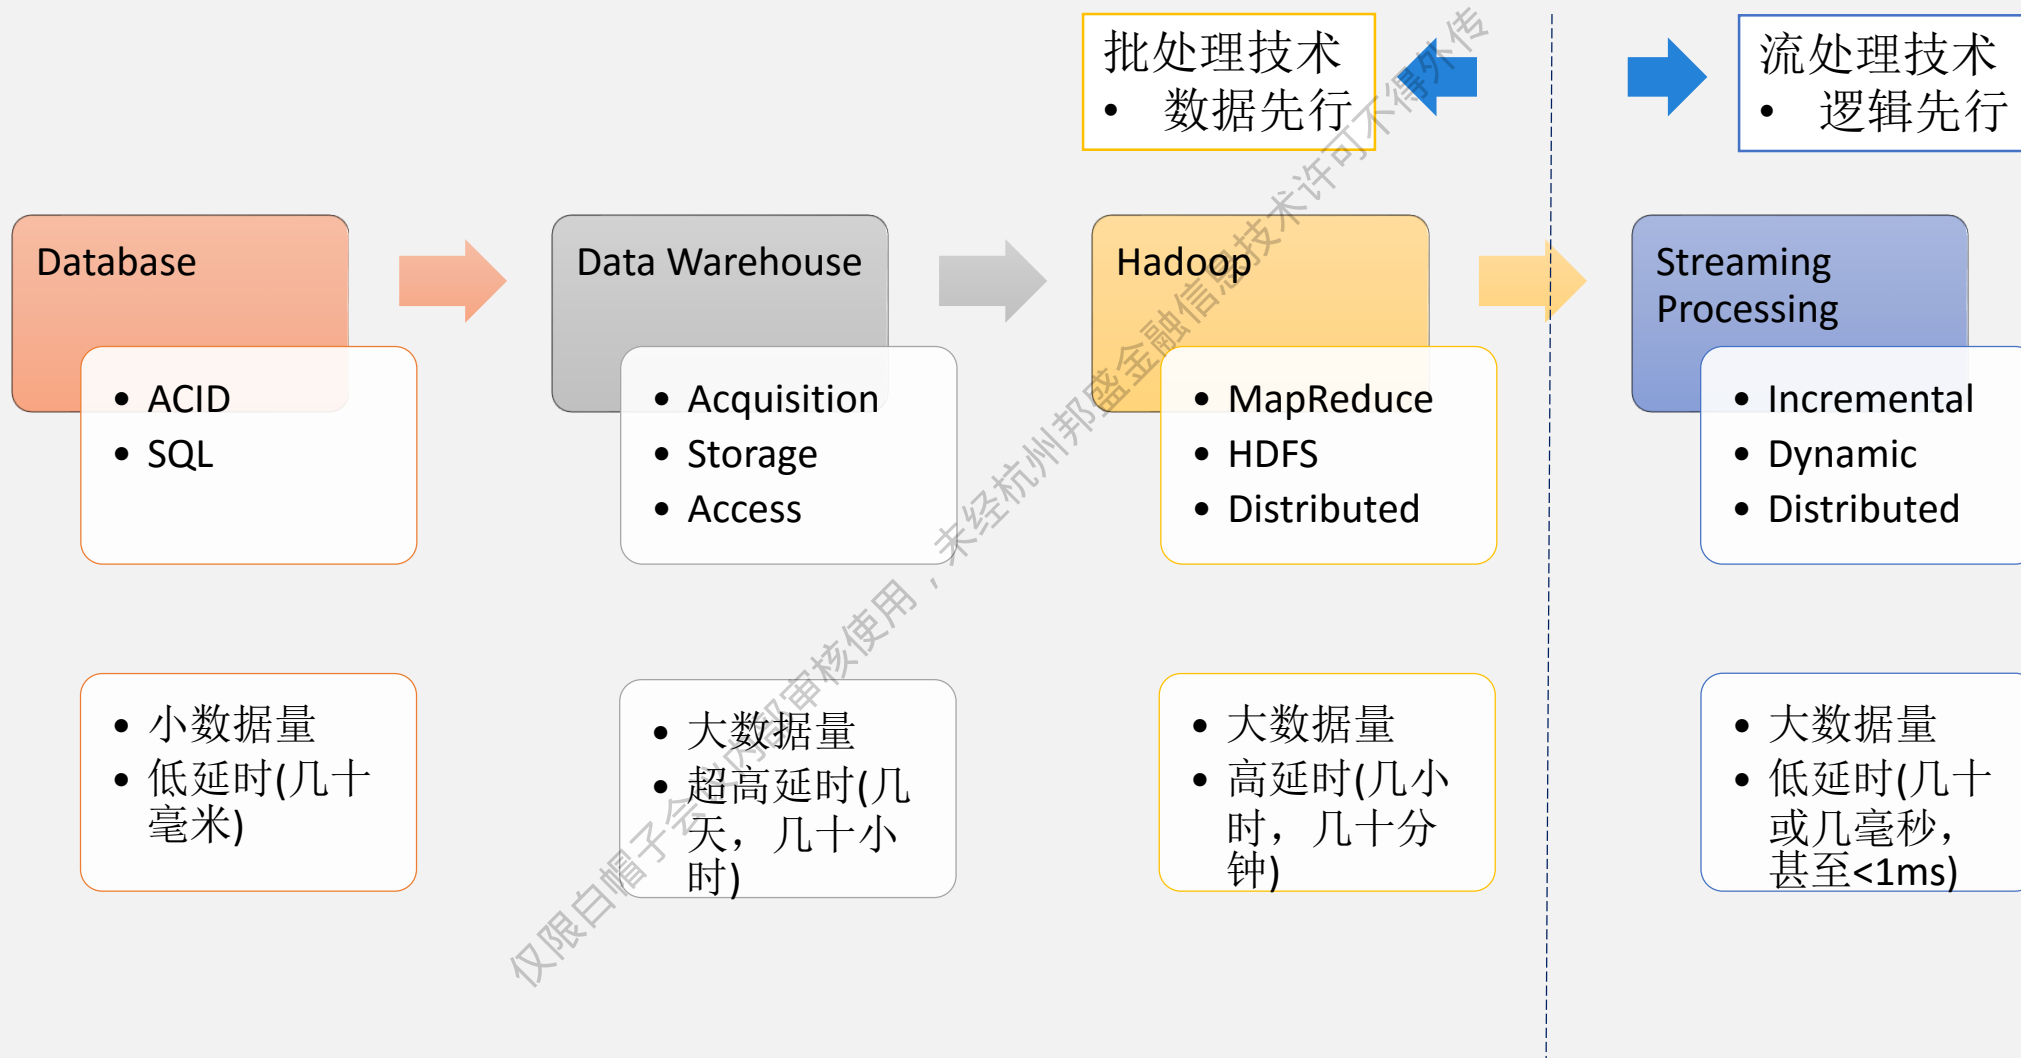 批处理技术
• 数据先行
流处理技术
• 逻辑先行
Database
• ACID
• SQL
Data Warehouse
• Acquisition
• Storage
• Access
Hadoop
• MapReduce
• HDFS
• Distributed
Streaming
Processing
• Incremental
• Dynamic
• Distributed
• 小数据量
• 低延时(几十
毫米)
• 大数据量
• 超高延时(几
天，几十小
时)
• 大数据量
• 高延时(几小
时，几十分
钟)
• 大数据量
• 低延时(几十
或几毫秒，
甚至<1ms)
仅限白帽子会议内部审核使用，未经杭州邦盛金融信息技术许可不得外传